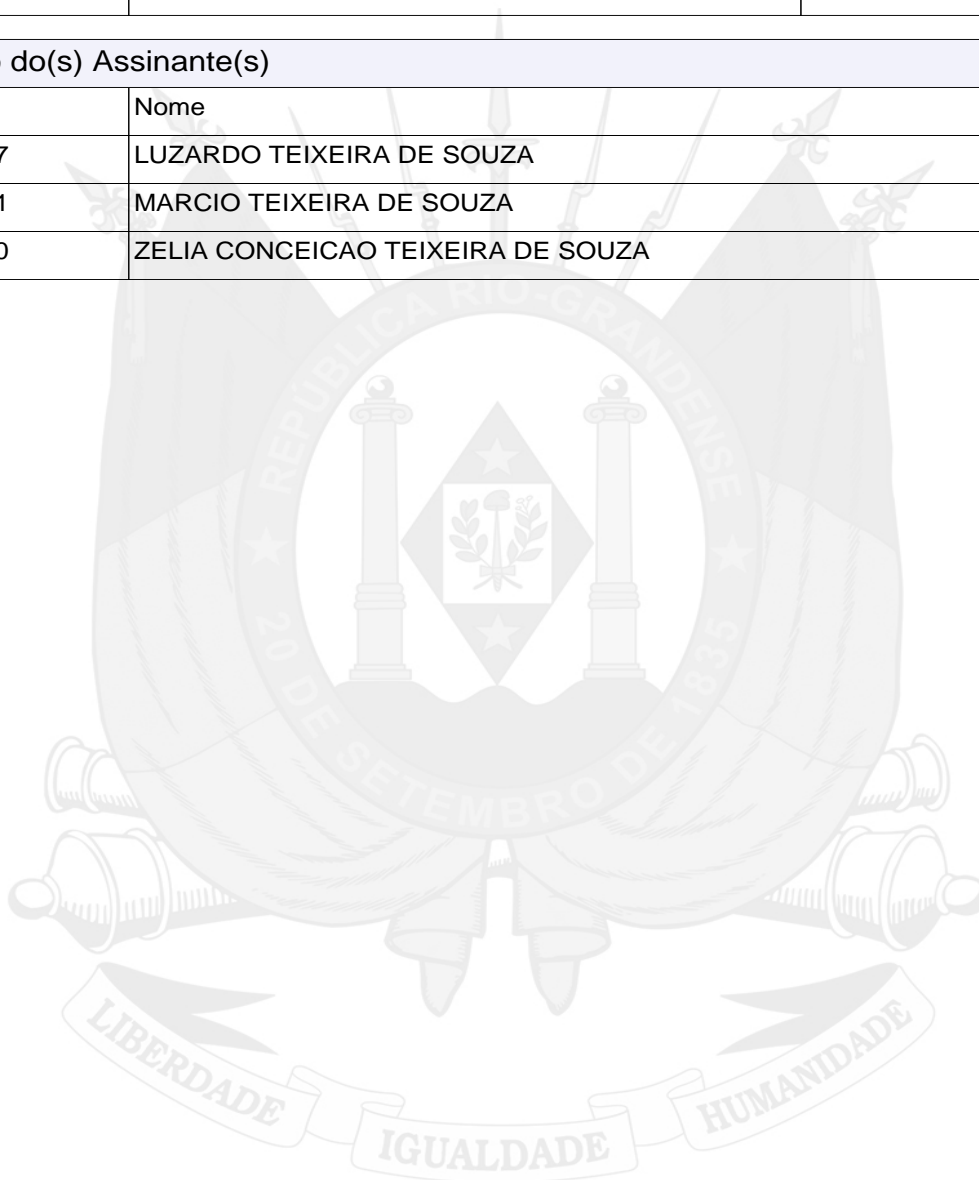 do(s) Assinante(s)
Nome
7 LUZARDO TEIXEIRA DE SOUZA
1 MARCIO TEIXEIRA DE SOUZA
0 ZELIA CONCEICAO TEIXEIRA DE SOUZA
REPÚBLICA RIO-GRANDENSE
20 DE SETEMBRO DE 1835
LIBERDADE IGUALDADE HUMANIDADE